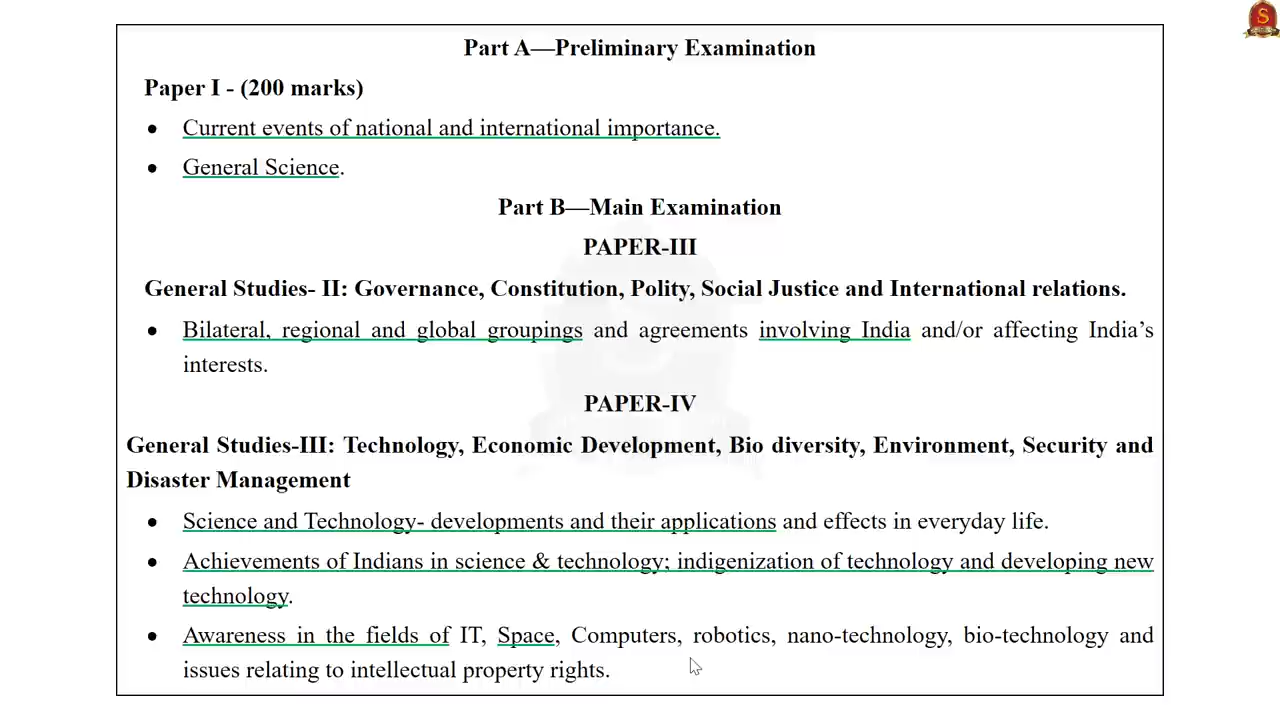 Part A—Preliminary Examination
Paper I - (200 marks)
• Current events of national and international importance.
• General Science.
Part B—Main Examination
PAPER-III
General Studies- II: Governance, Constitution, Polity, Social Justice and International relations.
• Bilateral, regional and global groupings and agreements involving India and/or affecting India’s
interests.
PAPER-IV
General Studies-III: Technology, Economic Development, Bio diversity, Environment, Security and
Disaster Management
• Science and Technology- developments and their applications and effects in everyday life.
• Achievements of Indians in science & technology; indigenization of technology and developing new
technology.
• Awareness in the fields of IT, Space, Computers, robotics, nano-technology, bio-technology and
issues relating to intellectual property rights.
S